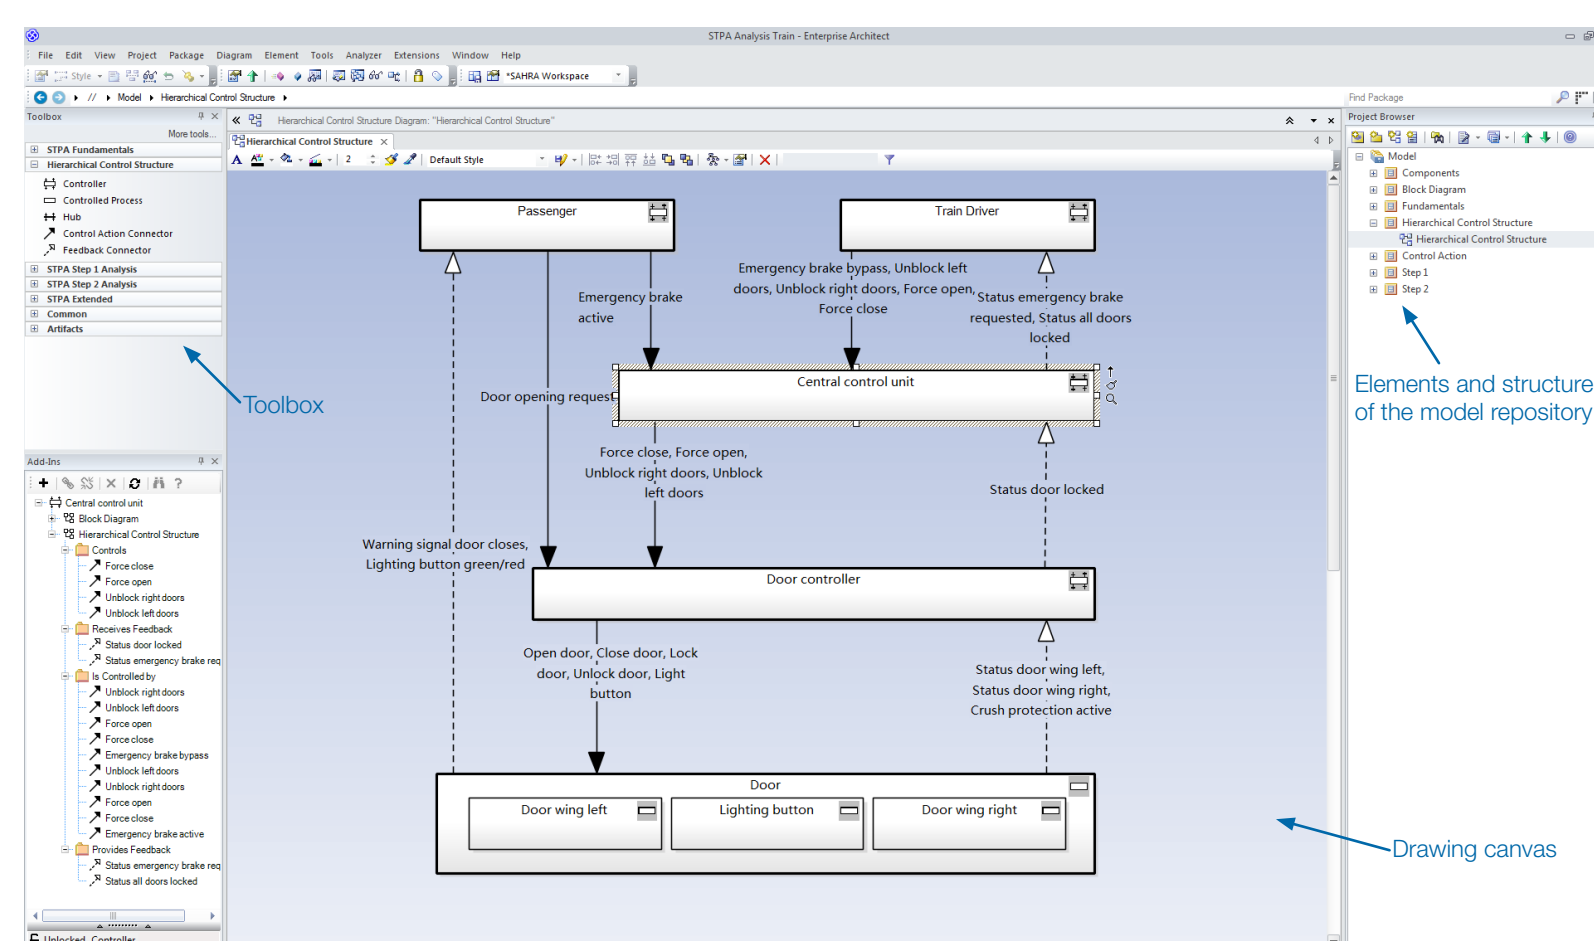 STPA Analysis Train - Enterprise Architect
File Edit View Project Package Diagram Element Tools Analyzer Extensions Window Help
Style
*SAHRA Workspace
// Model Hierarchical Control Structure
Find Package
Toolbox
More tools...
STPA Fundamentals
Hierarchical Control Structure
Controller
Controlled Process
Hub
Control Action Connector
Feedback Connector
STPA Step 1 Analysis
STPA Step 2 Analysis
STPA Extended
Common
Artifacts
Toolbox
Add-Ins
Central control unit
Block Diagram
Hierarchical Control Structure
Controls
Force close
Force open
Unblock right doors
Unblock left doors
Receives Feedback
Status door locked
Status emergency brake req
Is Controlled by
Unblock right doors
Unblock left doors
Force open
Force close
Emergency brake bypass
Unblock left doors
Unblock right doors
Force open
Force close
Emergency brake active
Provides Feedback
Status emergency brake req
Status all doors locked
Unlocked Controller
Hierarchical Control Structure Diagram: "Hierarchical Control Structure"
Hierarchical Control Structure
2
Default Style
Passenger
Train Driver
Emergency brake
active
Emergency brake bypass, Unblock left
doors, Unblock right doors, Force open,
Force close
Status emergency brake
requested, Status all doors
locked
Central control unit
Door opening request
Force close, Force open,
Unblock right doors, Unblock
left doors
Status door locked
Warning signal door closes,
Lighting button green/red
Door controller
Open door, Close door, Lock
door, Unlock door, Light
button
Status door wing left,
Status door wing right,
Crush protection active
Door
Door wing left
Lighting button
Door wing right
Project Browser
Model
Components
Block Diagram
Fundamentals
Hierarchical Control Structure
Hierarchical Control Structure
Control Action
Step 1
Step 2
Elements and structure
of the model repository
Drawing canvas